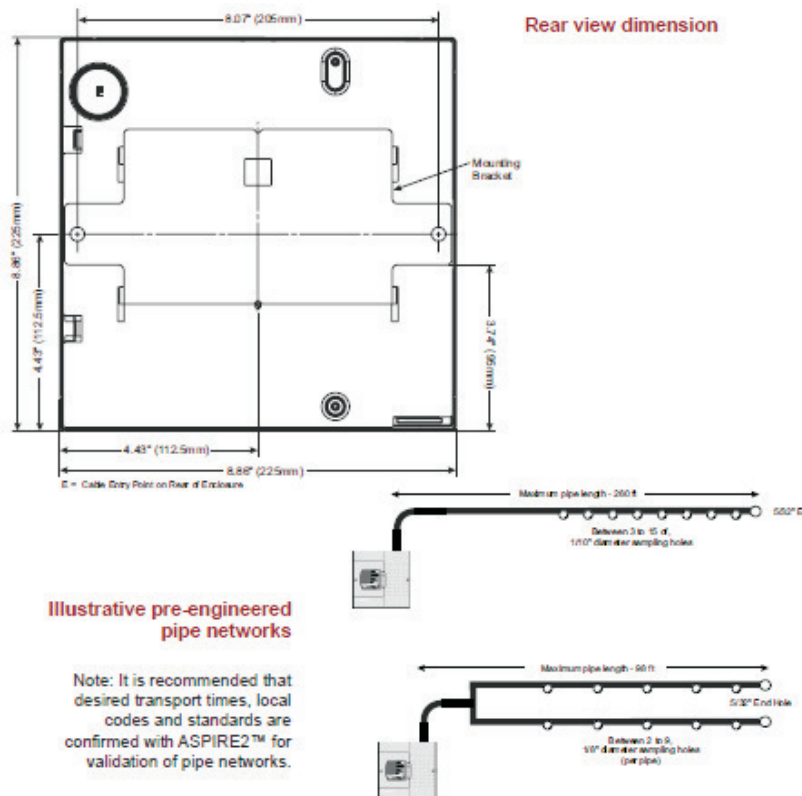 8.07" (205mm)
Rear view dimension
E
Mounting
Bracket
8.86" (225mm)
4.43" (112.5mm)
3.74" (95mm)
4.43" (112.5mm)
8.86" (225mm)
E = Cable Entry Point on Rear of Enclosure
Maximum pipe length - 260 ft
5/32" E
Between 3 to 15 of,
1/10" diameter sampling holes
Illustrative pre-engineered
pipe networks
Note: It is recommended that
desired transport times, local
codes and standards are
confirmed with ASPIRE2™ for
validation of pipe networks.
Maximum pipe length - 98 ft
5/32" End Hole
Between 2 to 9,
1/8" diameter sampling holes
(per pipe)